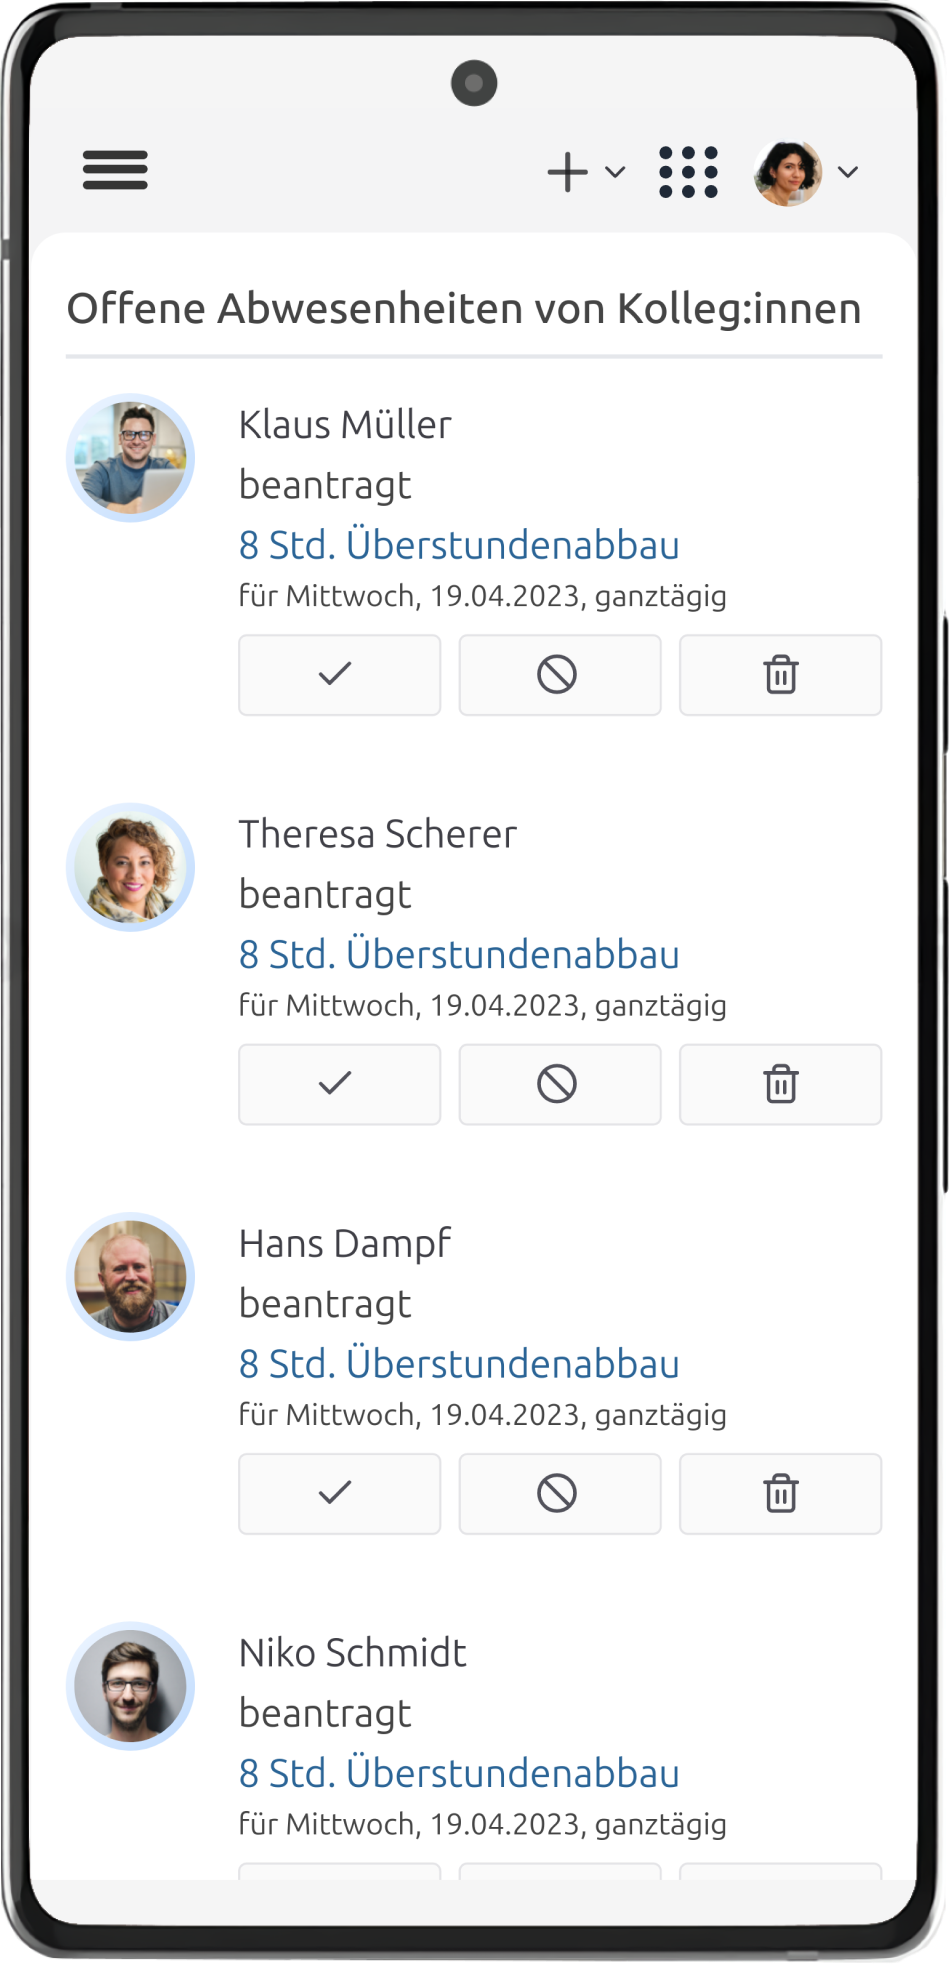 Offene Abwesenheiten von Kolleg:innen
Klaus Müller
beantragt
8 Std. Überstundenabbau
für Mittwoch, 19.04.2023, ganztägig
Theresa Scherer
beantragt
8 Std. Überstundenabbau
für Mittwoch, 19.04.2023, ganztägig
Hans Dampf
beantragt
8 Std. Überstundenabbau
für Mittwoch, 19.04.2023, ganztägig
Niko Schmidt
beantragt
8 Std. Überstundenabbau
für Mittwoch, 19.04.2023, ganztägig